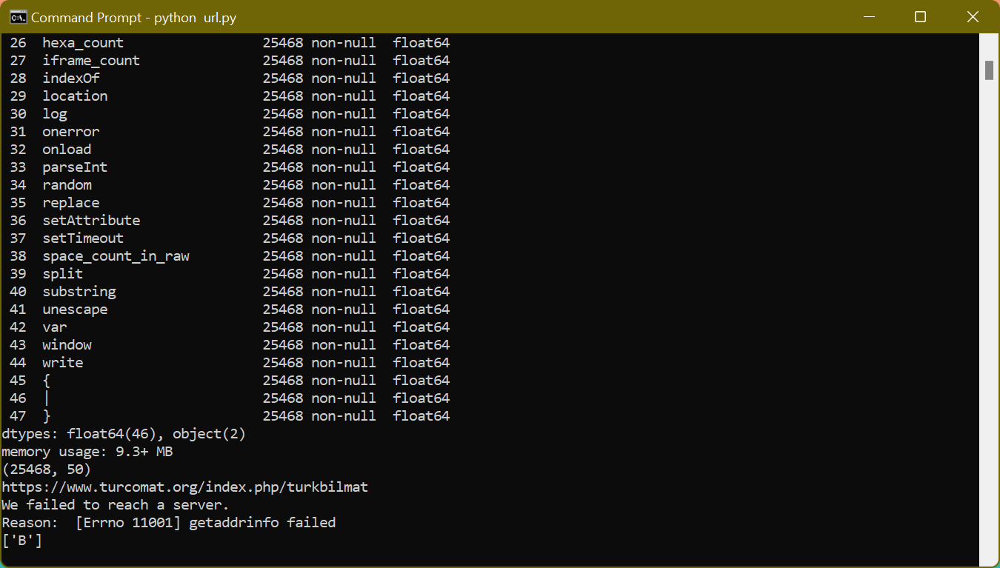 Command Prompt - python  url.py
26  hexa_count                 25468 non-null  float64
27  iframe_count               25468 non-null  float64
28  indexOf                    25468 non-null  float64
29  location                   25468 non-null  float64
30  log                        25468 non-null  float64
31  onerror                    25468 non-null  float64
32  onload                     25468 non-null  float64
33  parseInt                   25468 non-null  float64
34  random                     25468 non-null  float64
35  replace                    25468 non-null  float64
36  setAttribute               25468 non-null  float64
37  setTimeout                 25468 non-null  float64
38  space_count_in_raw         25468 non-null  float64
39  split                      25468 non-null  float64
40  substring                  25468 non-null  float64
41  unescape                   25468 non-null  float64
42  var                        25468 non-null  float64
43  window                     25468 non-null  float64
44  write                      25468 non-null  float64
45  {                          25468 non-null  float64
46  |                          25468 non-null  float64
47  }                          25468 non-null  float64
dtypes: float64(46), object(2)
memory usage: 9.3+ MB
(25468, 50)
https://www.turcomat.org/index.php/turkbilmat
We failed to reach a server.
Reason:  [Errno 11001] getaddrinfo failed
['B']